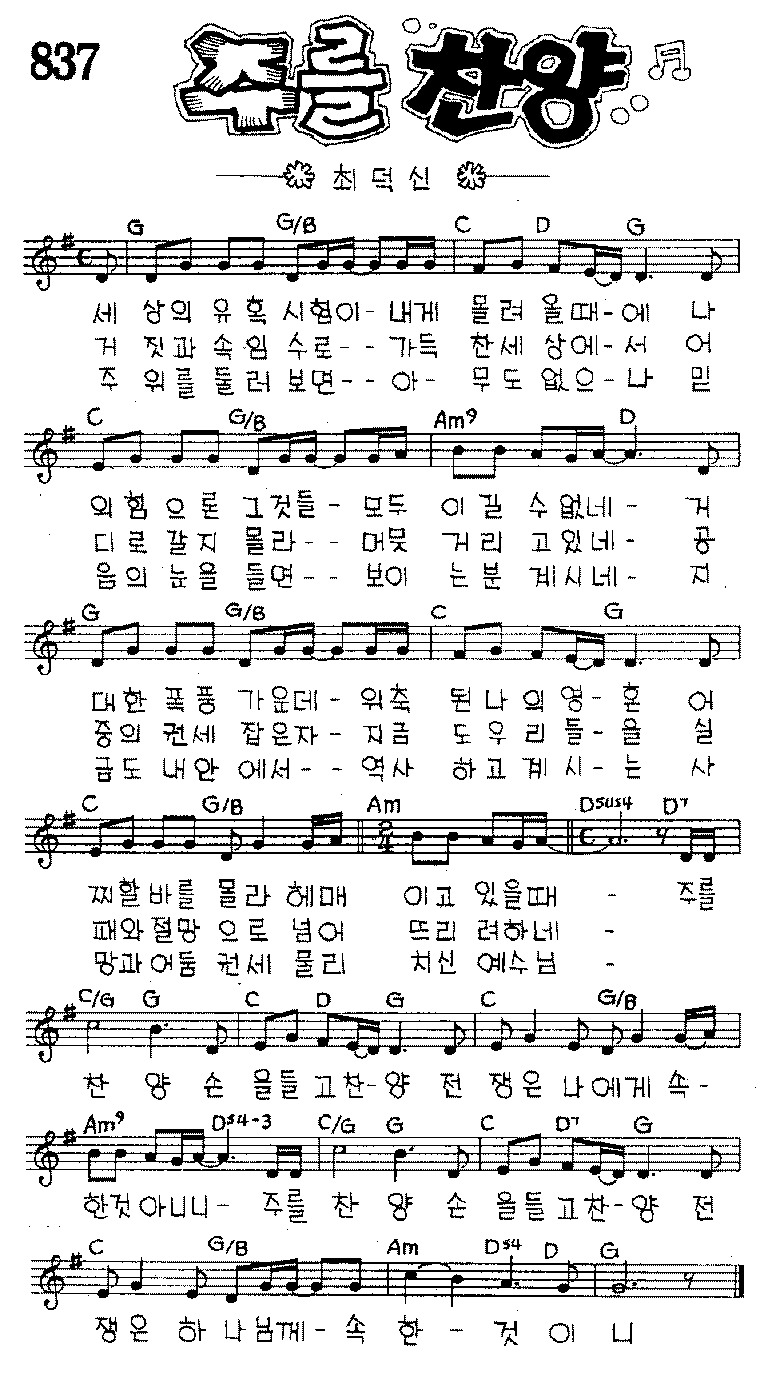 837
주를 찬양
최덕신
G G/B C D G
세 상의 유혹 시험이- 내게 몰려 올때-에 나
거 짓과 속임 수로-- 가득 찬세 상에-서 어
주 위를 둘러 보면-- 아- 무도 없으-나 믿
C G/B Am9 D
의 힘 으로 그것들- 모두 이길 수없네- 거
디로 갈지 몰라-- 머뭇 거리 고있네- 공
음의 눈을 들면-- 보이 는분 계시네- 지
G G/B C G
대한 폭풍 가운데- 위축 된나 의영-혼 어
중의 권세 잡은자- 지금 도우 리들-을 실
금도 내안 에서-- 역사 하고 계시-는 사
C G/B Am Dsus4 D7
찌할 바를 몰라 헤매 이고 있을때 - 주를
패와 절망 으로 넘어 뜨리 려하네 -
망과 어둠 권세 물리 치신 예수님 -
C/G G C D G C G/B
찬 양 손 을들 고찬-양 전 쟁은 나에게 속-
Am9 Ds4-3 C/G G C D7 G
한것 아니니- 주를 찬 양 손 을들 고찬-양 전
C G/B Am Ds4 D G
쟁은 하 나님께- 속 한 - 것 이 니